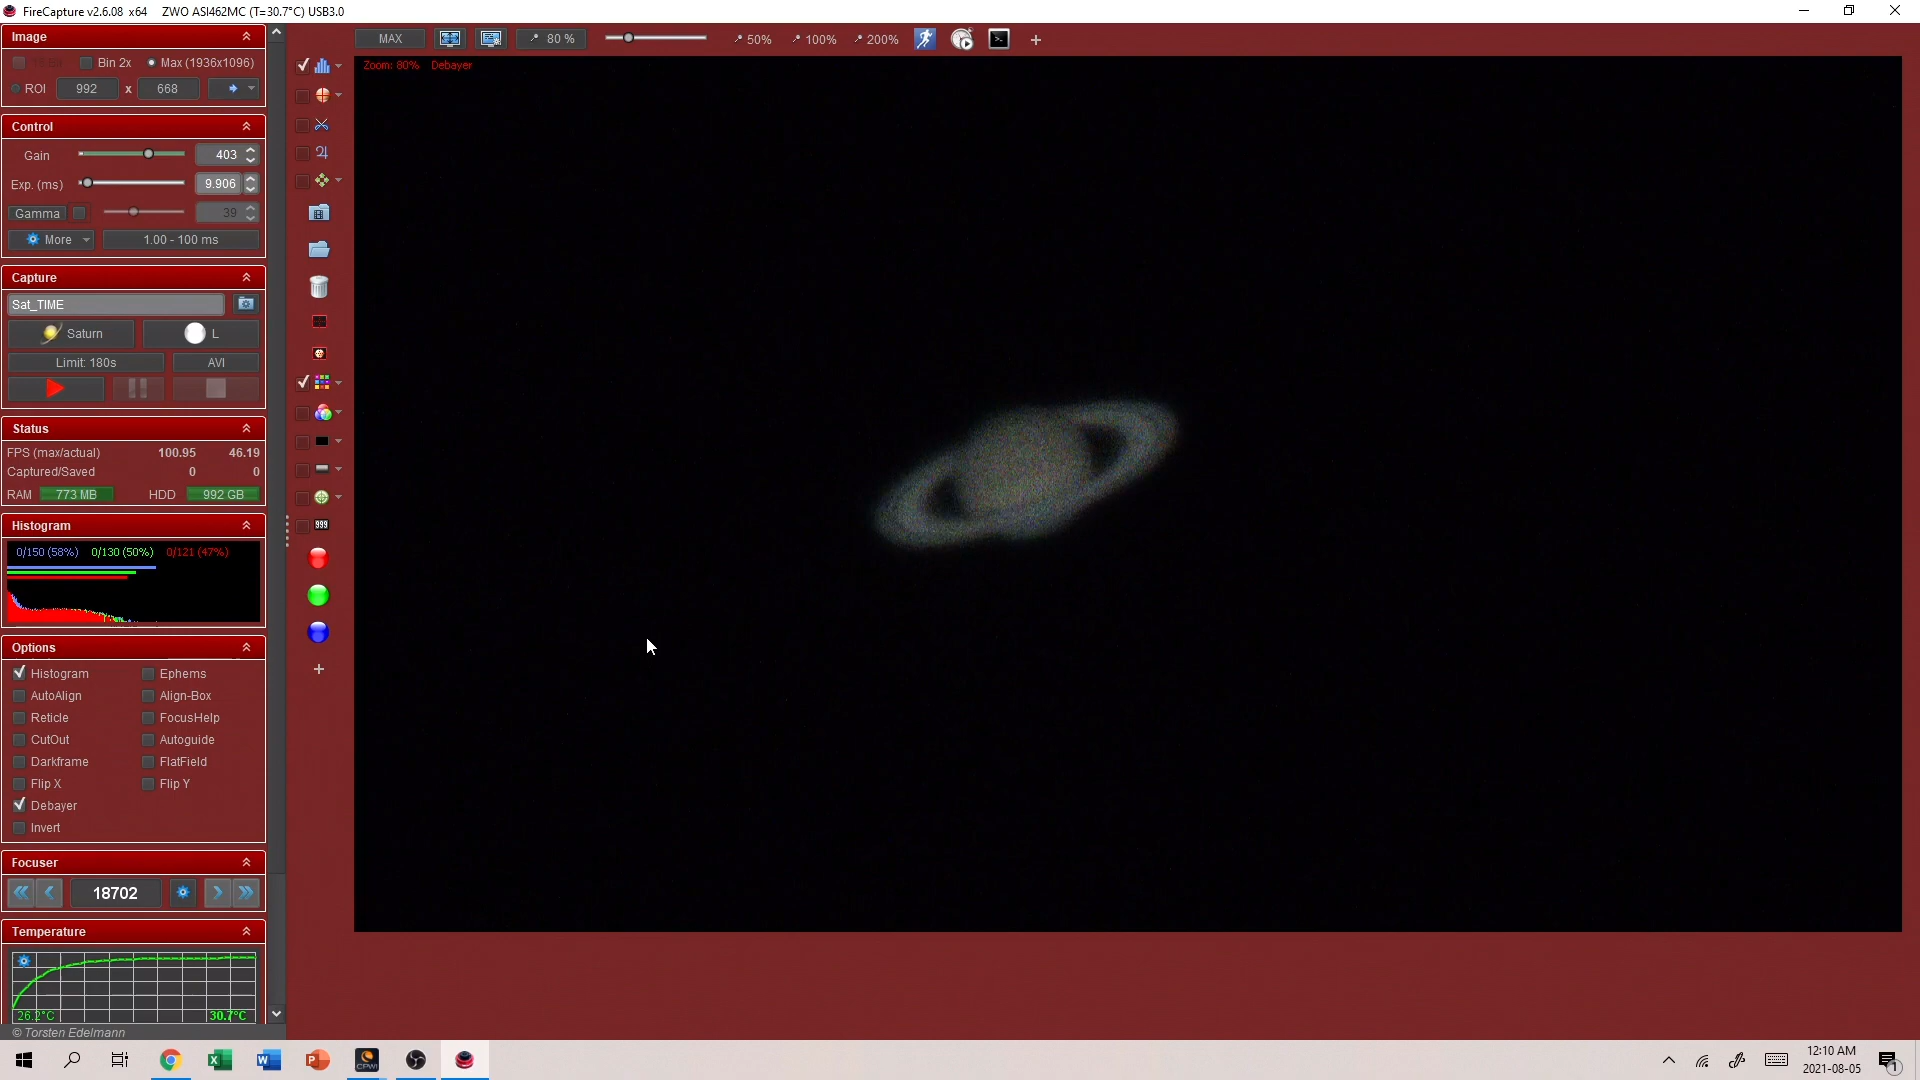 FireCapture v2.6.08 x64 ZWO ASI462MC (T=30.7°C) USB3.0
Image
Bin 2x Max (1936x1096)
ROI 992 x 668
Control
Gain 403
Exp. (ms) 9.906
Gamma 39
More 1.00 - 100 ms
Capture
Sat_TIME
Saturn L
Limit: 180s AVI
Status
FPS (max/actual) 100.95 46.19
Captured/Saved 0 0
RAM 773 MB HDD 992 GB
Histogram
0/150 (58%) 0/130 (50%) 0/121 (47%)
Options
Histogram Ephems
AutoAlign Align-Box
Reticle FocusHelp
CutOut Autoguide
Darkframe FlatField
Flip X Flip Y
Debayer
Invert
Focuser
18702
Temperature
26.2°C 30.7°C
© Torsten Edelmann
MAX 80 % 50% 100% 200%
Zoom: 80% Debayer
999
CPWI
12:10 AM
2021-08-05
1